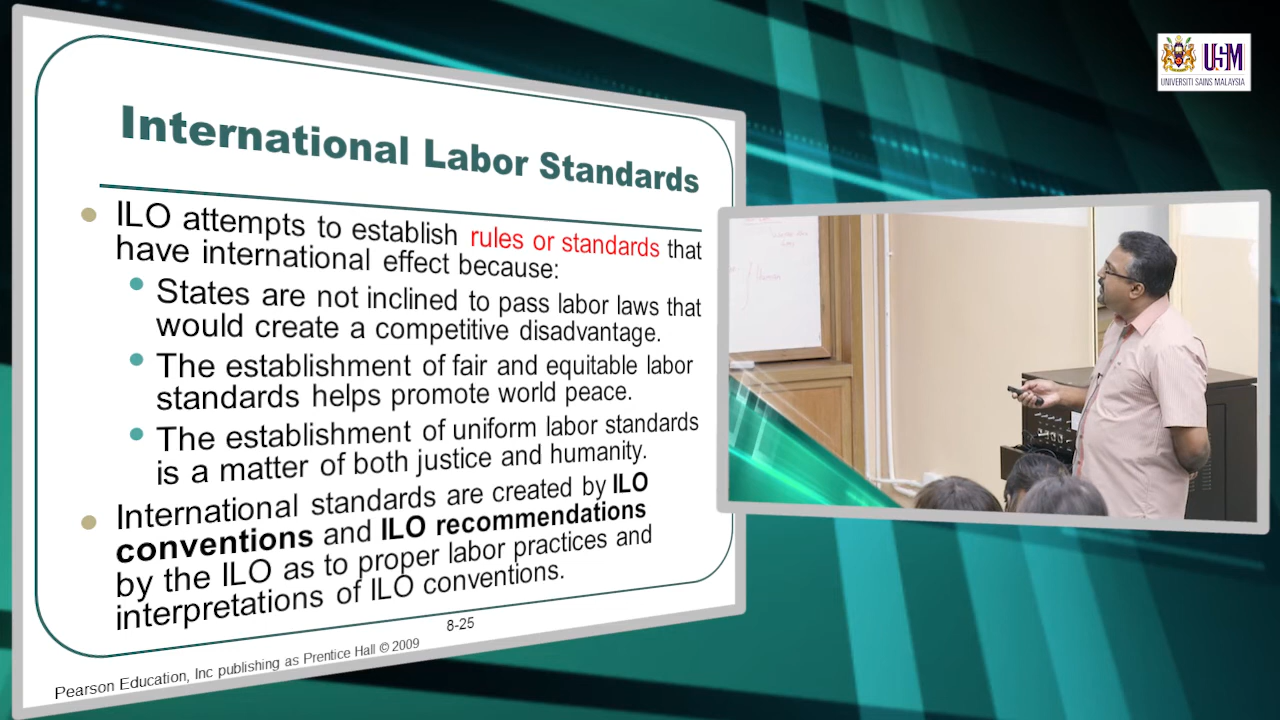 International Labor Standards
ILO attempts to establish rules or standards that
have international effect because:
States are not inclined to pass labor laws that
would create a competitive disadvantage.
The establishment of fair and equitable labor
standards helps promote world peace.
The establishment of uniform labor standards
is a matter of both justice and humanity.
International standards are created by ILO
conventions and ILO recommendations
by the ILO as to proper labor practices and
interpretations of ILO conventions.
8-25
Pearson Education, Inc publishing as Prentice Hall © 2009
USM
UNIVERSITI SAINS MALAYSIA